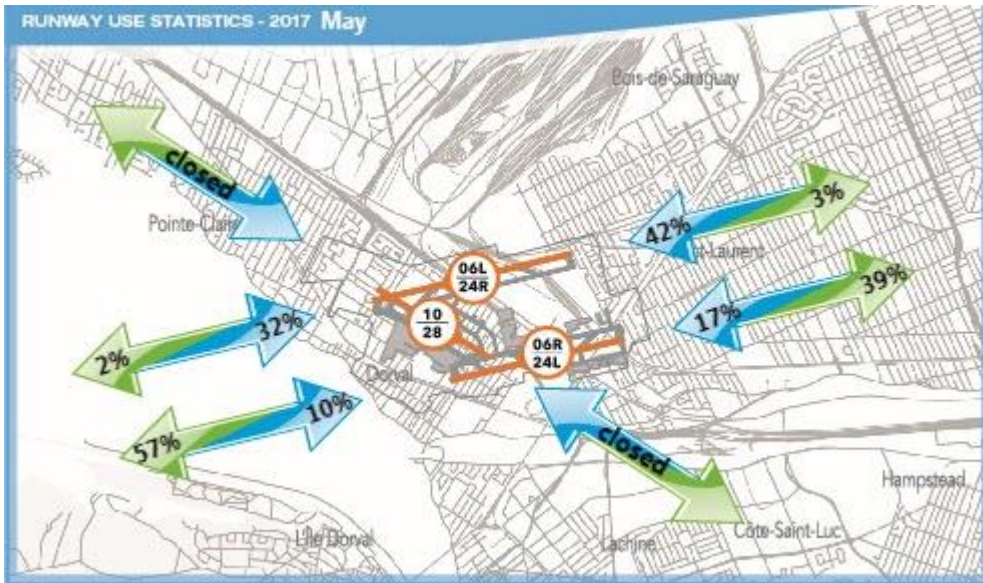 RUNWAY USE STATISTICS - 2017 May
Bois-de-Saraguay
closed
Pointe-Claire
3%
42%
nt-Laurent
39%
17%
06L
24R
10
28
06R
24L
32%
2%
Dorval
10%
57%
closed
Hampstead
L'Île Dorval
Lachine
Côte-Saint-Luc